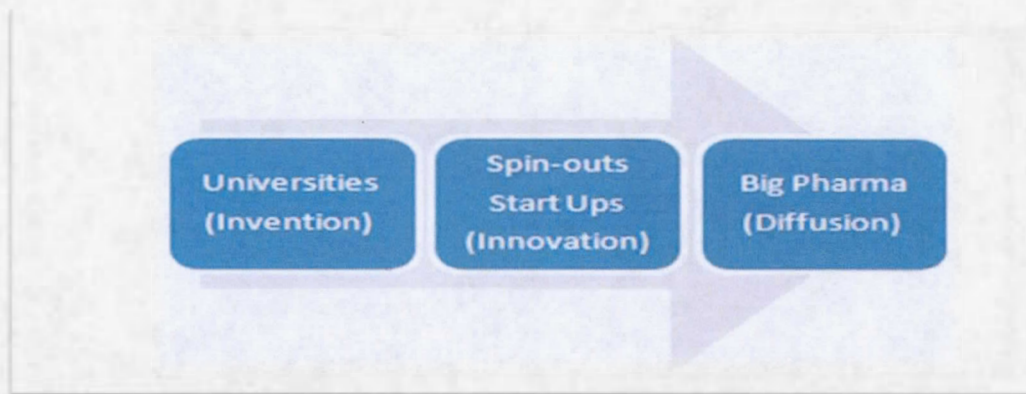 Universities
(Invention)
Spin-outs
Start Ups
(Innovation)
Big Pharma
(Diffusion)